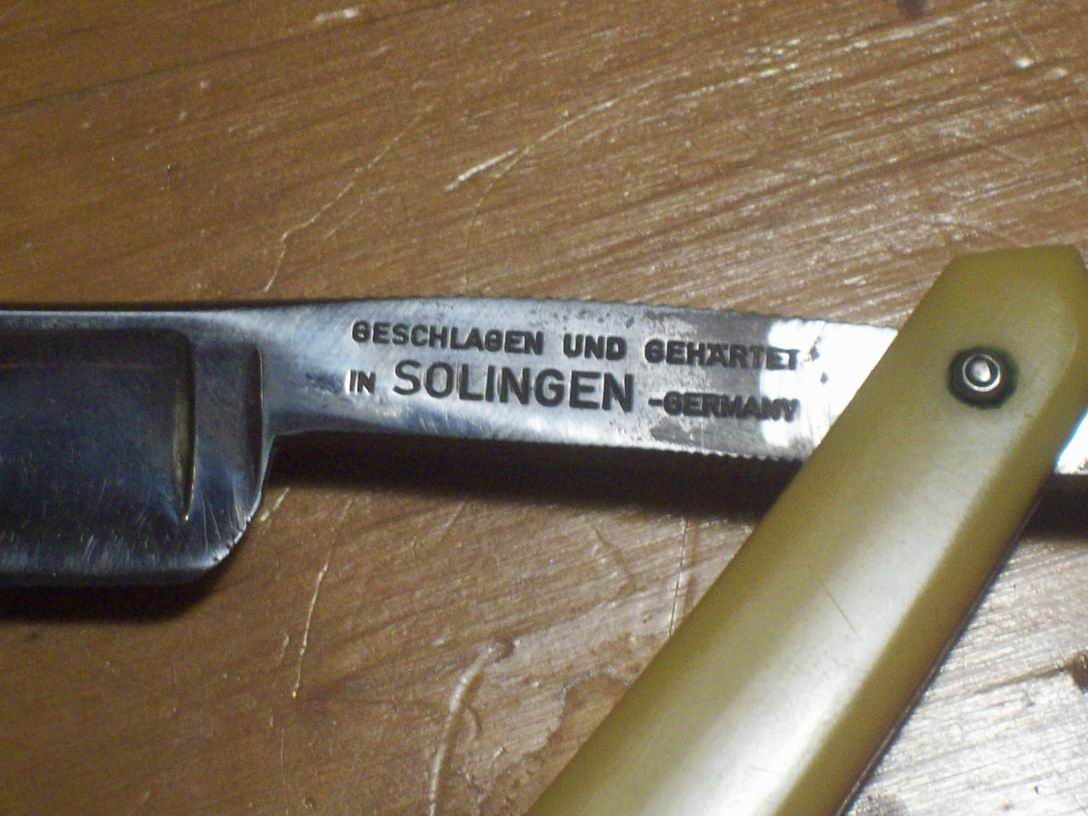 GESCHLAGEN UND GEHÄRTET
IN SOLINGEN -GERMANY